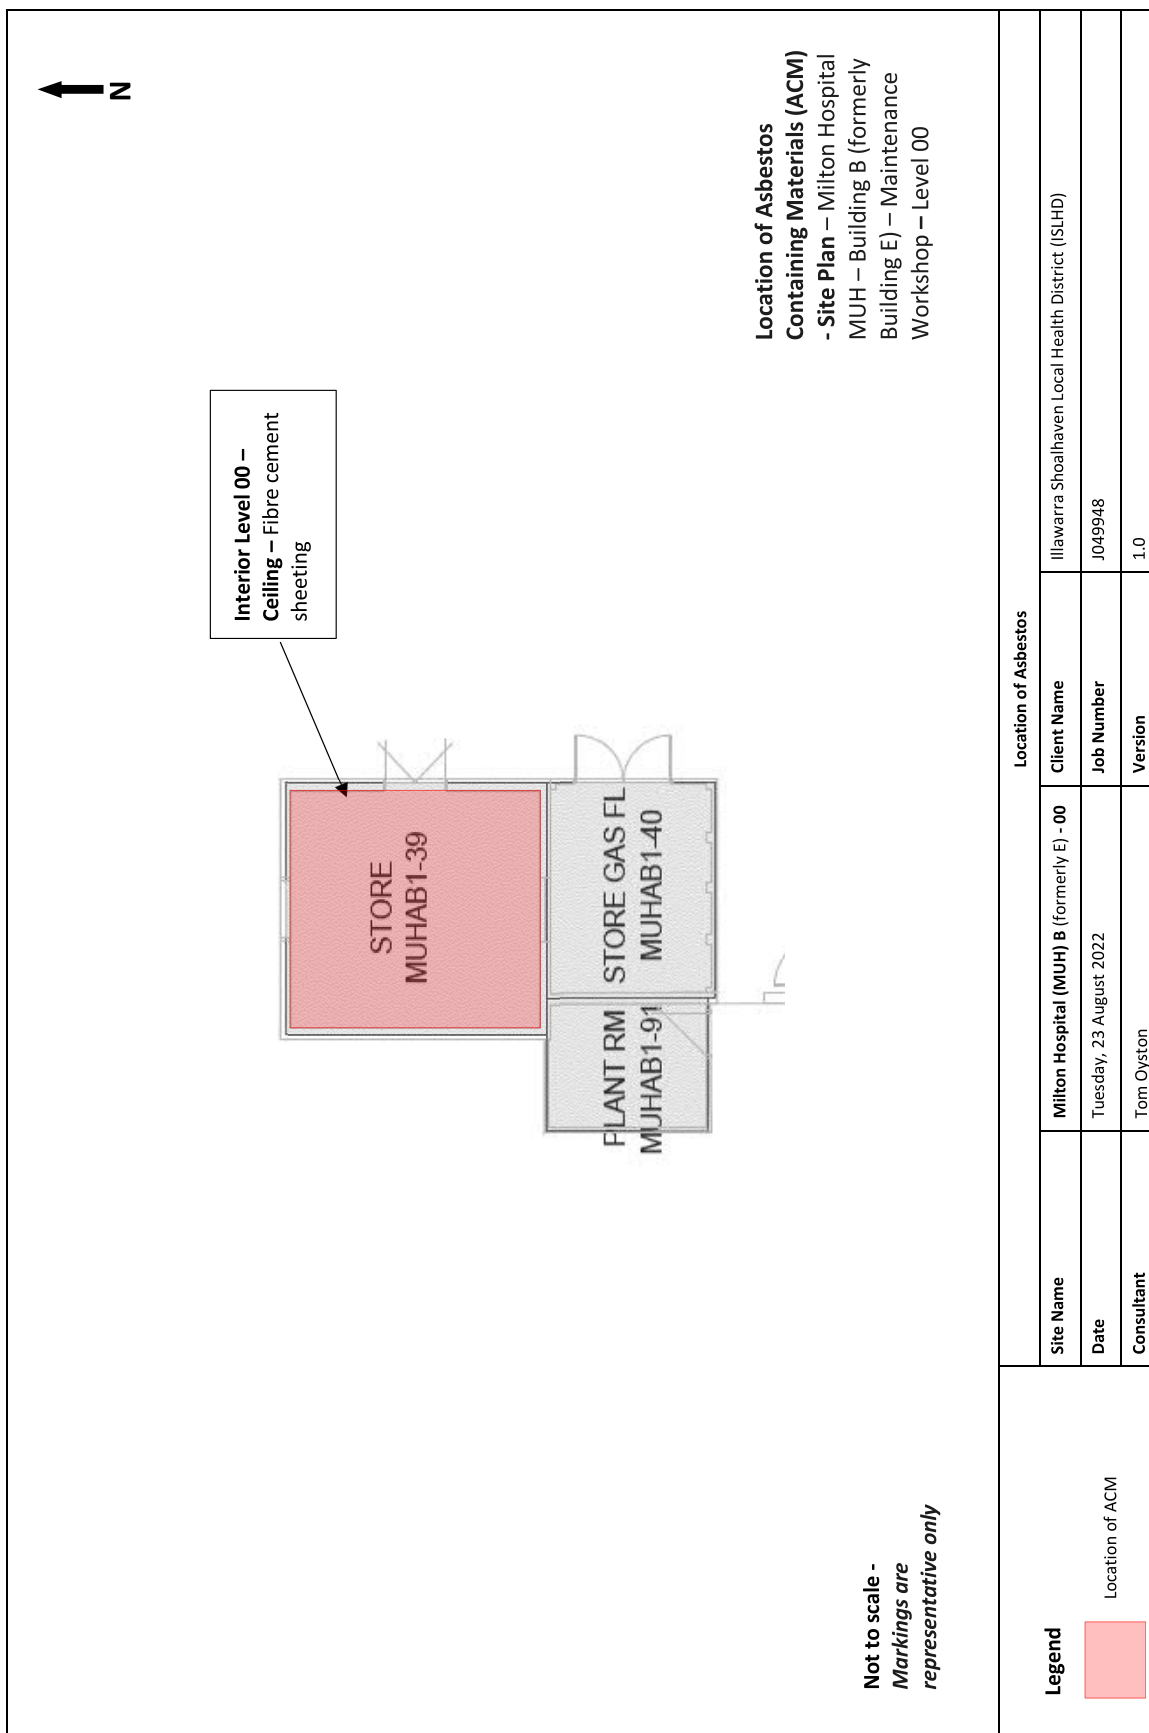 N
Location of Asbestos
Containing Materials (ACM)
- Site Plan – Milton Hospital
MUH – Building B (formerly
Building E) – Maintenance
Workshop – Level 00
Interior Level 00 –
Ceiling – Fibre cement
sheeting
STORE
MUHAB1-39
PLANT RM
MUHAB1-91
STORE GAS FL
MUHAB1-40
Not to scale -
Markings are
representative only
Legend
Location of ACM
Location of Asbestos
Site Name
Milton Hospital (MUH) B (formerly E) - 00
Client Name
Illawarra Shoalhaven Local Health District (ISLHD)
Date
Tuesday, 23 August 2022
Job Number
J049948
Consultant
Tom Oyston
Version
1.0